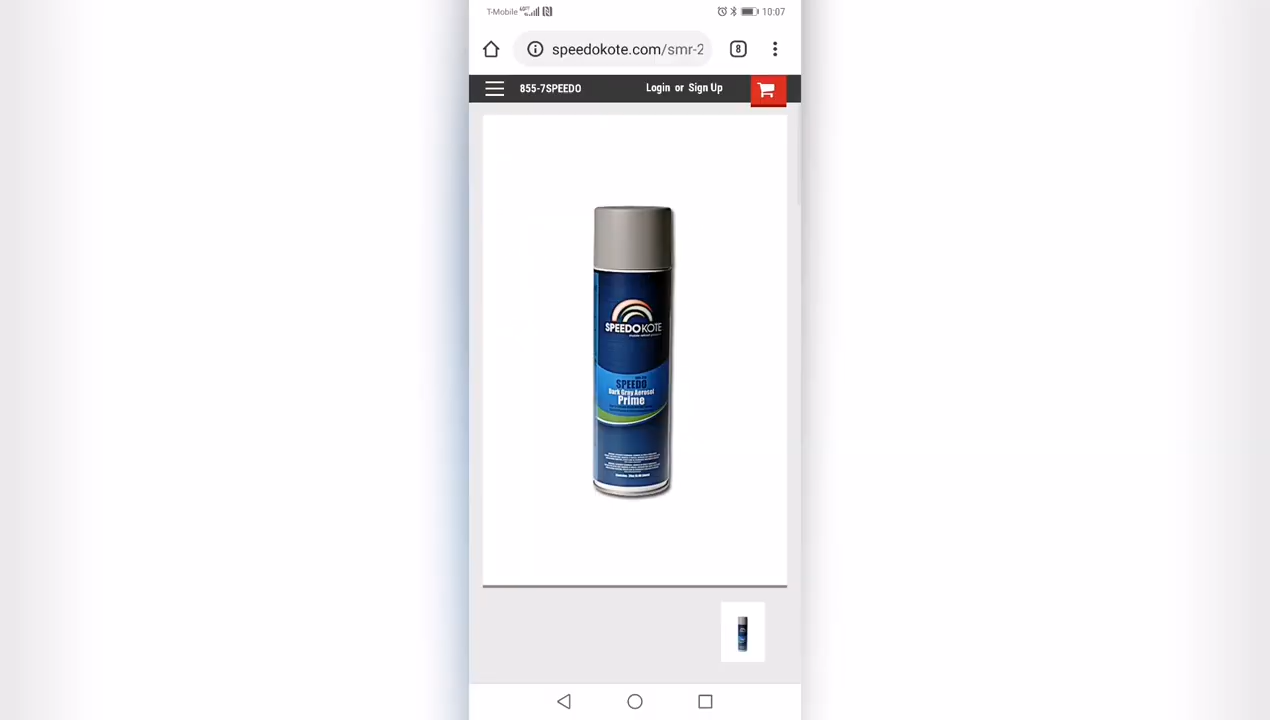 T-Mobile 10:07
speedokote.com/smr-2 8
855-7SPEEDO Login or Sign Up
SPEEDOKOTE
SPEEDO
Dark Gray Aerosol
Prime